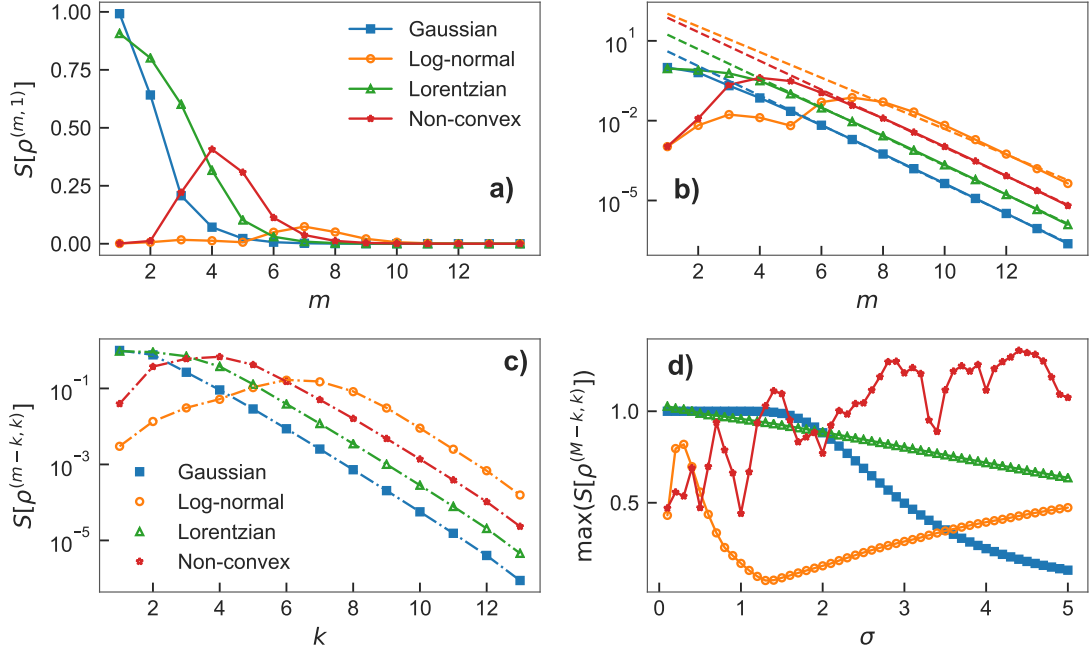 1.00
0.75
0.50
0.25
0.00
S[ρ^(m, 1)]
Gaussian
Log-normal
Lorentzian
Non-convex
a)
2 4 6 8 10 12
m
10^1
10^−2
10^−5
b)
2 4 6 8 10 12
m
10^−1
10^−3
10^−5
S[ρ^(m−k, k)]
c)
Gaussian
Log-normal
Lorentzian
Non-convex
2 4 6 8 10 12
k
1.0
0.5
max(S[ρ^(M−k, k)])
d)
0 1 2 3 4 5
σ